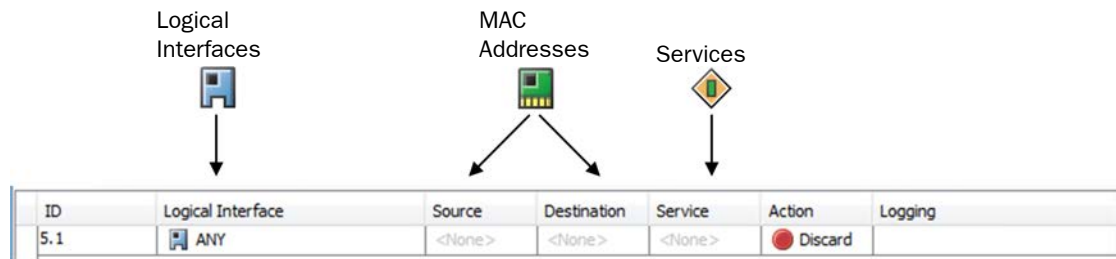 Logical
Interfaces
MAC
Addresses
Services
ID Logical Interface Source Destination Service Action Logging
5.1 ANY <None> <None> <None> Discard